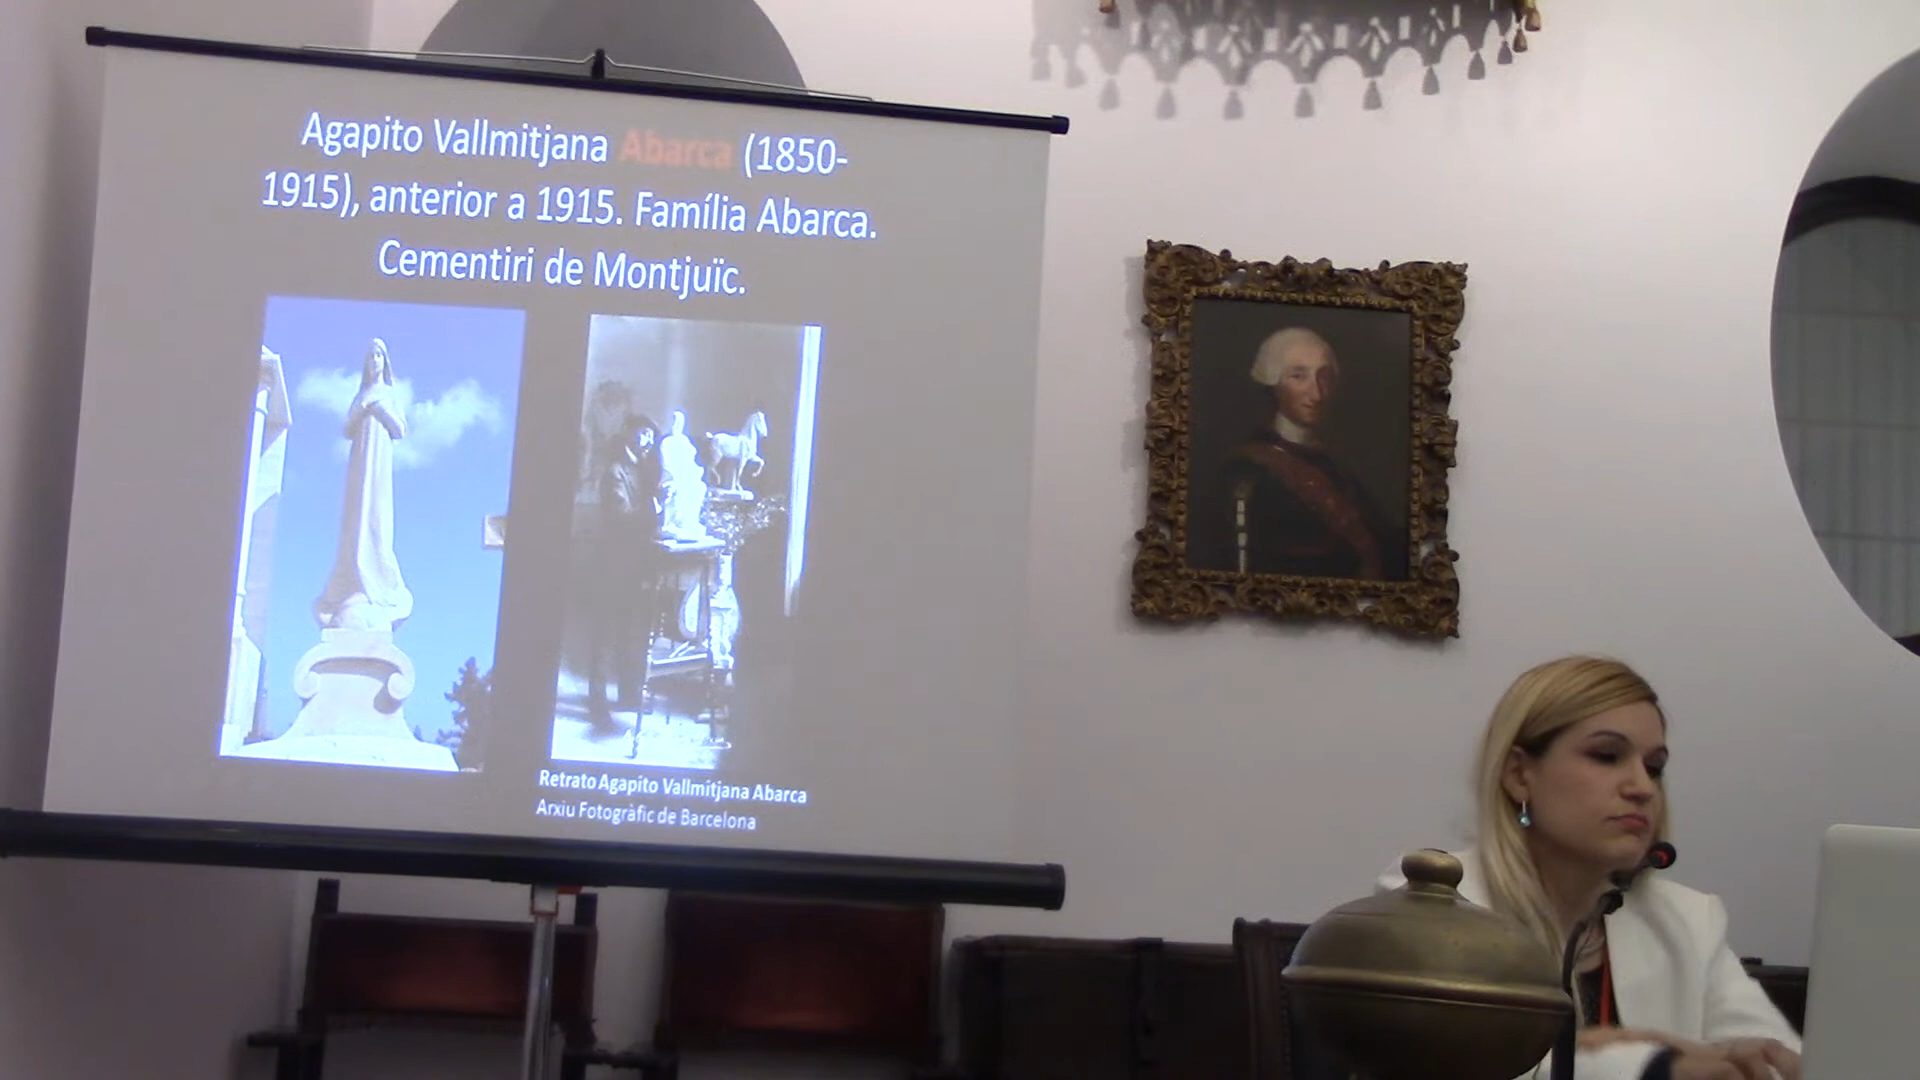 Agapito Vallmitjana Abarca (1850-
1915), anterior a 1915. Família Abarca.
Cementiri de Montjuïc.
Retrato Agapito Vallmitjana Abarca
Arxiu Fotogràfic de Barcelona